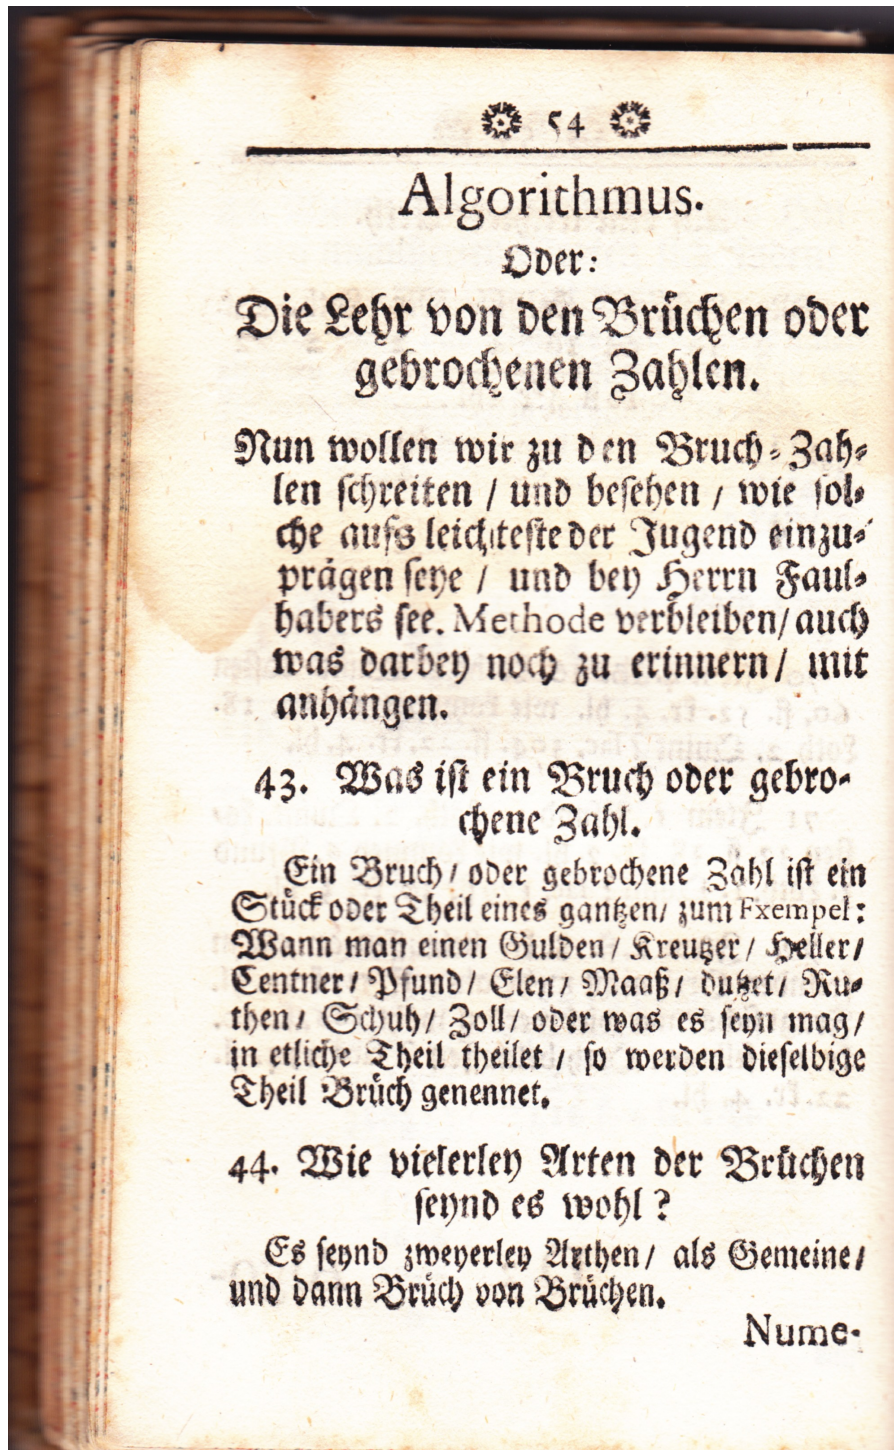 54
Algorithmus.
Oder:
Die Lehr von den Brüchen oder
gebrochenen Zahlen.
Nun wollen wir zu den Bruch-Zah-
len schreiten / und besehen / wie sol-
che aufs leichteste der Jugend einzu-
prägen seye / und bey Herrn Faul-
habers see. Methode verbleiben / auch
was darbey noch zu erinnern / mit
anhängen.
43. Was ist ein Bruch oder gebro-
chene Zahl.
Ein Bruch / oder gebrochene Zahl ist ein
Stück oder Theil eines gantzen / zum Exempel:
Wann man einen Gulden / Kreutzer / Heller /
Centner / Pfund / Elen / Maaß / dutzet / Ru-
then / Schuh / Zoll / oder was es seyn mag /
in etliche Theil theilet / so werden dieselbige
Theil Brüch genennet.
44. Wie vielerley Arten der Brüchen
seynd es wohl ?
Es seynd zweyerley Arthen / als Gemeine /
und dann Brüch von Brüchen.
Nume-